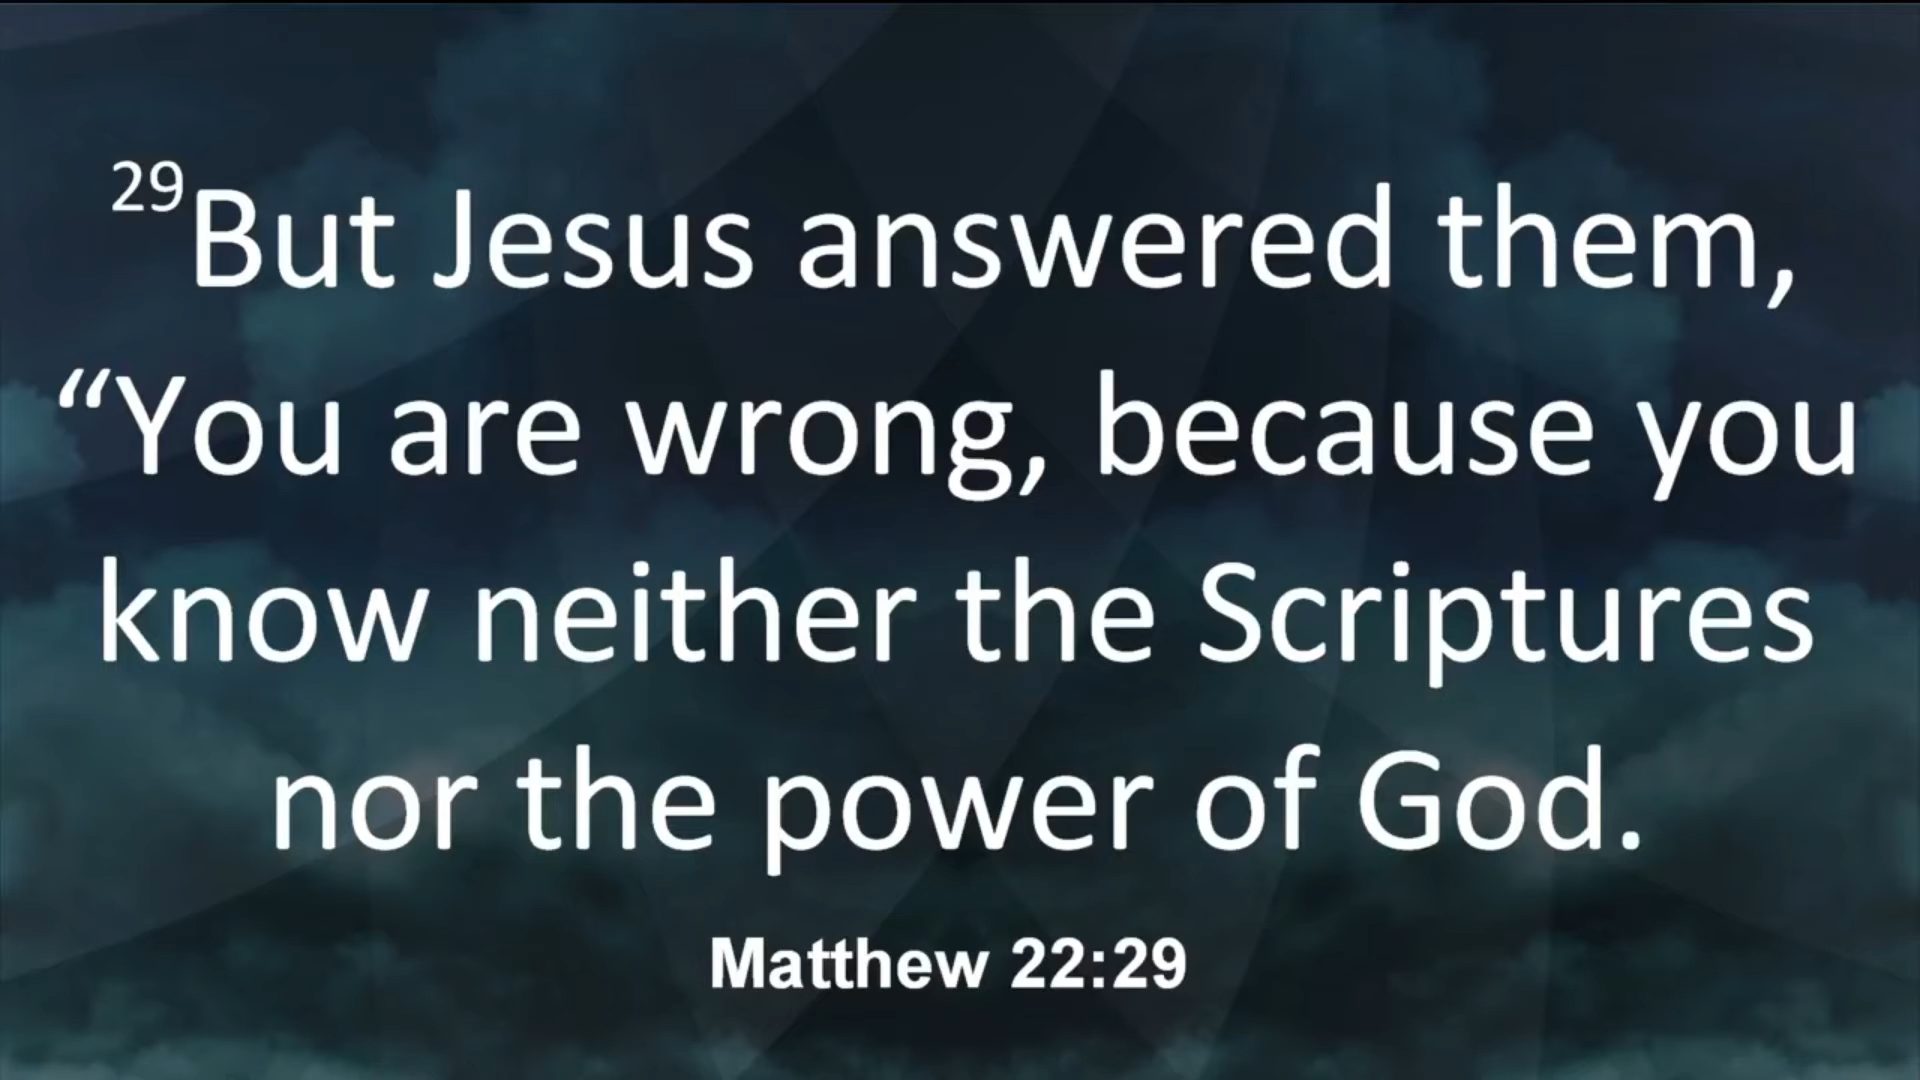 29But Jesus answered them,
“You are wrong, because you
know neither the Scriptures
nor the power of God.
Matthew 22:29